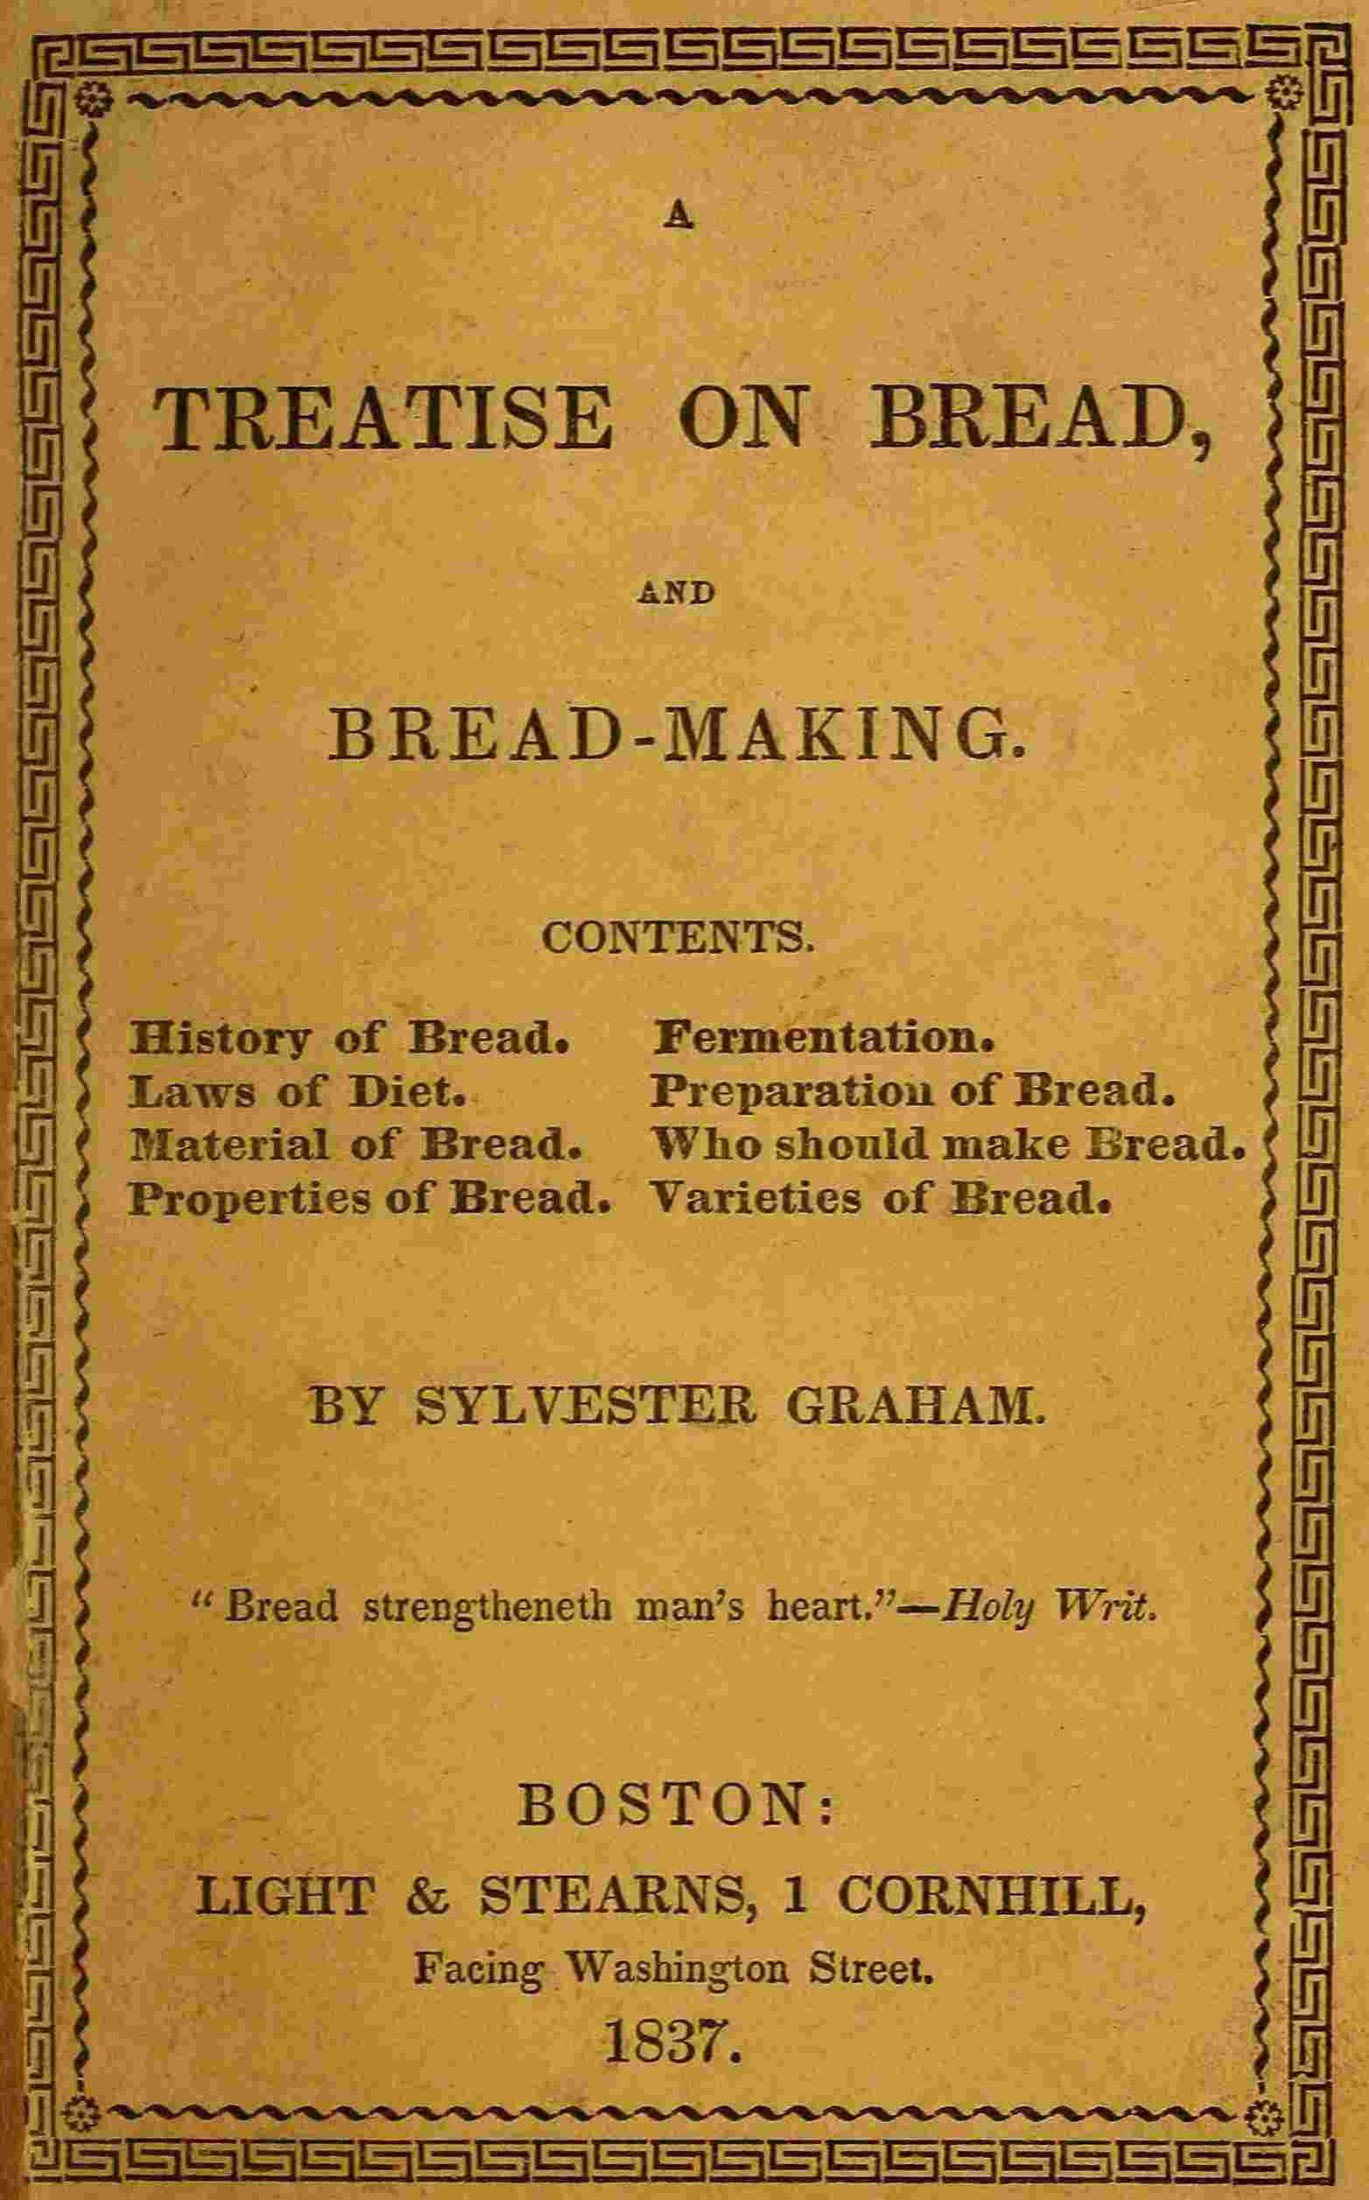 A
TREATISE ON BREAD,
AND
BREAD-MAKING.
CONTENTS.
History of Bread.
Laws of Diet.
Material of Bread.
Properties of Bread.
Fermentation.
Preparation of Bread.
Who should make Bread.
Varieties of Bread.
BY SYLVESTER GRAHAM.
“Bread strengtheneth man’s heart.”—Holy Writ.
BOSTON:
LIGHT & STEARNS, 1 CORNHILL,
Facing Washington Street.
1837.